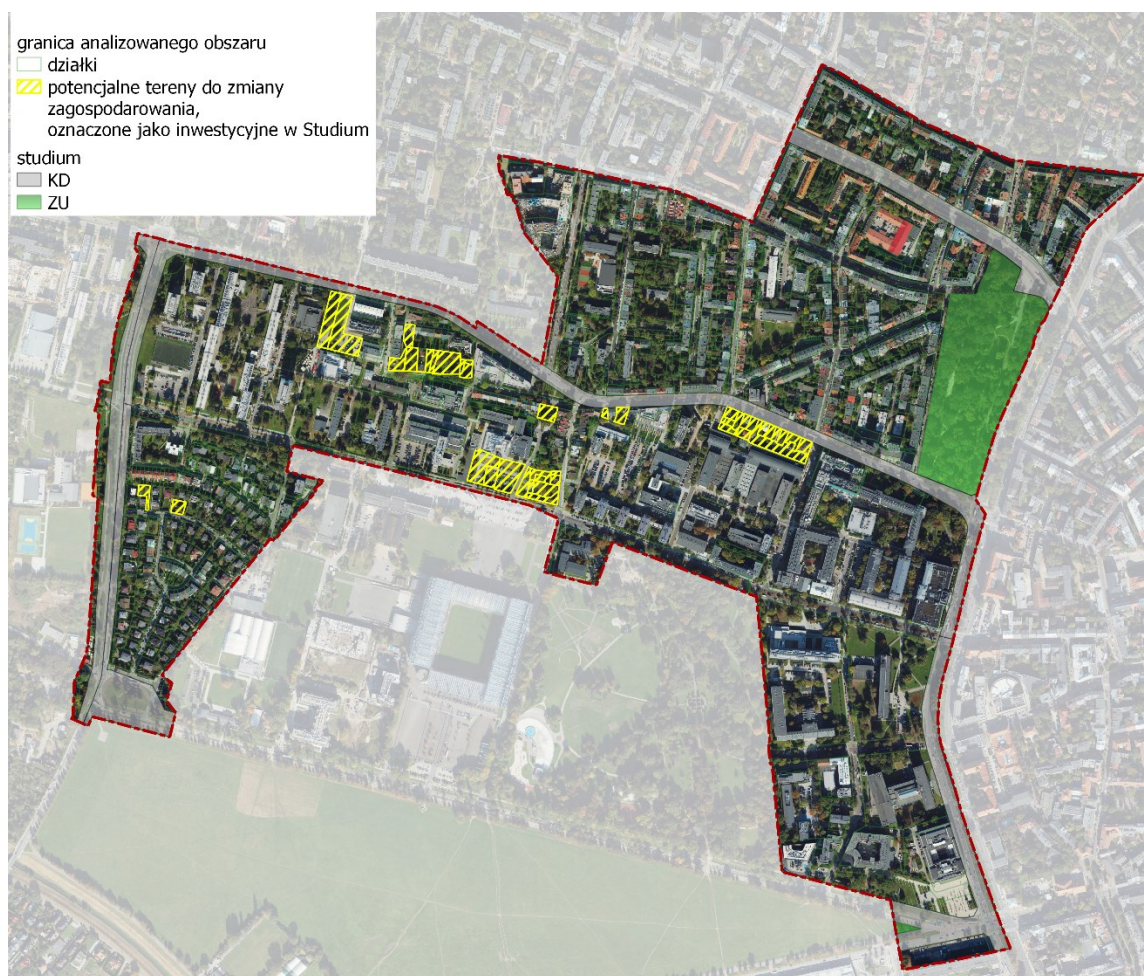 granica analizowanego obszaru
działki
potencjalne tereny do zmiany
zagospodarowania,
oznaczone jako inwestycyjne w Studium
studium
KD
ZU